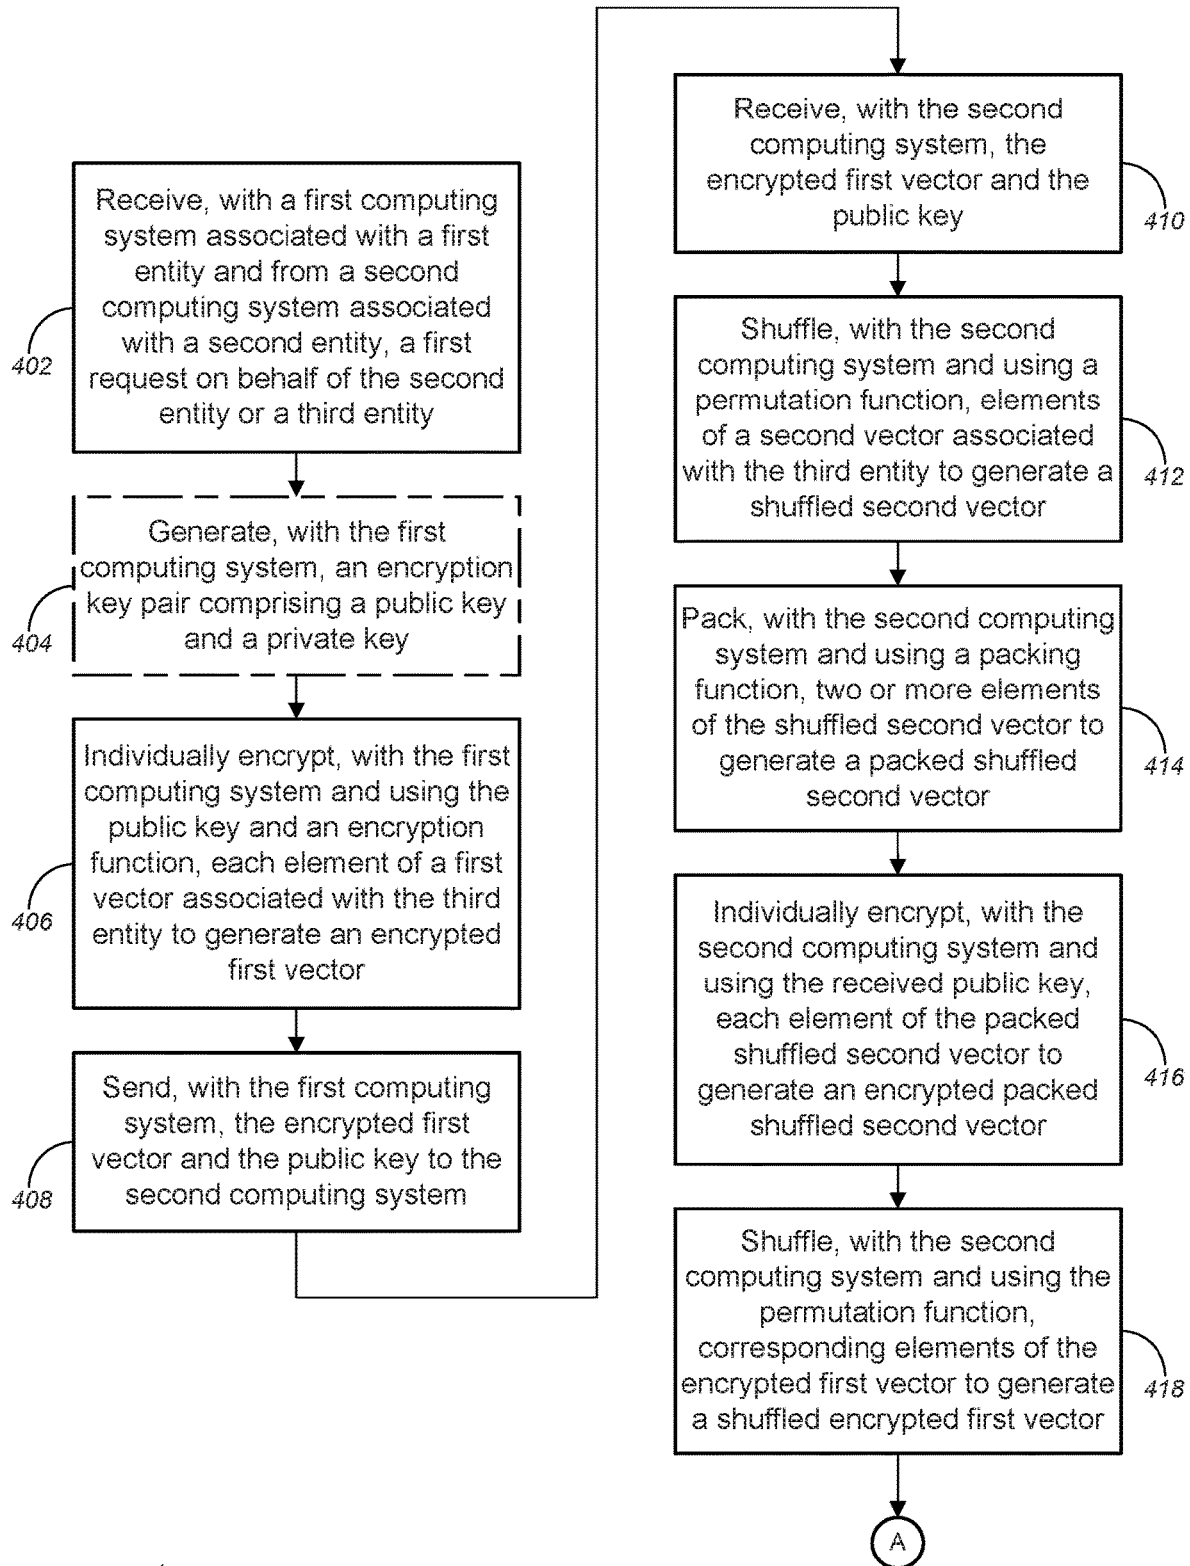 Receive, with a first computing
system associated with a first
entity and from a second
computing system associated
with a second entity, a first
request on behalf of the second
entity or a third entity
402
Generate, with the first
computing system, an encryption
key pair comprising a public key
and a private key
404
Individually encrypt, with the first
computing system and using the
public key and an encryption
function, each element of a first
vector associated with the third
entity to generate an encrypted
first vector
406
Send, with the first computing
system, the encrypted first
vector and the public key to the
second computing system
408
Receive, with the second
computing system, the
encrypted first vector and the
public key
410
Shuffle, with the second
computing system and using a
permutation function, elements
of a second vector associated
with the third entity to generate a
shuffled second vector
412
Pack, with the second computing
system and using a packing
function, two or more elements
of the shuffled second vector to
generate a packed shuffled
second vector
414
Individually encrypt, with the
second computing system and
using the received public key,
each element of the packed
shuffled second vector to
generate an encrypted packed
shuffled second vector
416
Shuffle, with the second
computing system and using the
permutation function,
corresponding elements of the
encrypted first vector to generate
a shuffled encrypted first vector
418
A